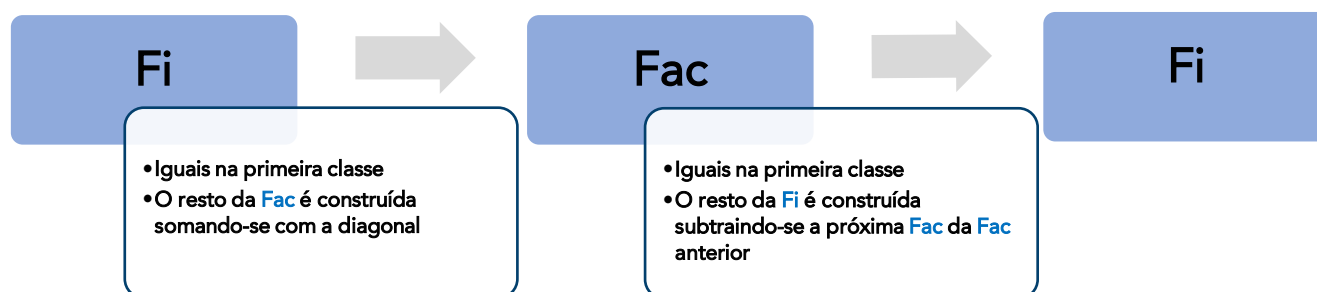 Fi
Fac
Fi
•Iguais na primeira classe
•O resto da Fac é construída
somando-se com a diagonal
•Iguais na primeira classe
•O resto da Fi é construída
subtraindo-se a próxima Fac da Fac
anterior